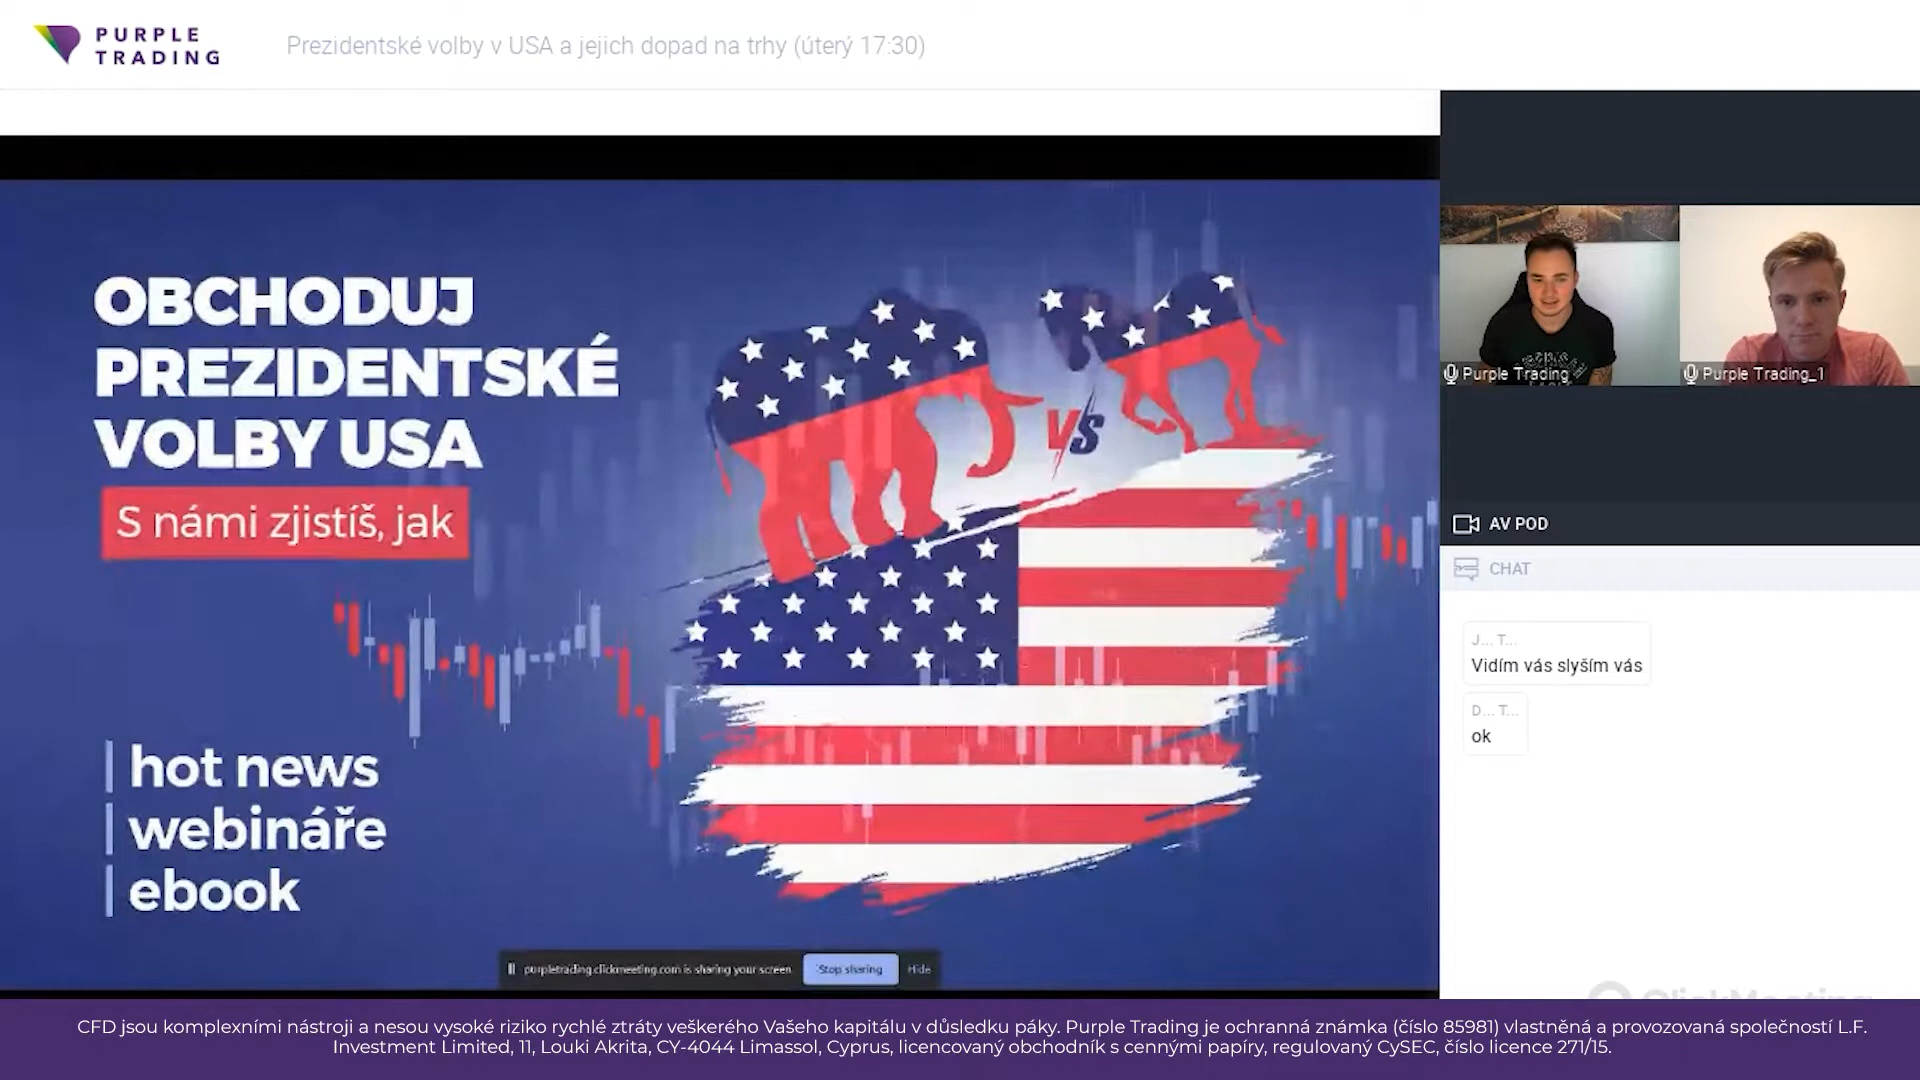 PURPLE
TRADING
Prezidentské volby v USA a jejich dopad na trhy (úterý 17:30)
OBCHODUJ
PREZIDENTSKÉ
VOLBY USA
S námi zjistíš, jak
VS
hot news
webináře
ebook
purpletrading.clickmeeting.com is sharing your screen.
Stop sharing
Hide
Purple Trading
Purple Trading_1
AV POD
CHAT
J... T...
Vidím vás slyším vás
D... T...
ok
ClickMeeting
CFD jsou komplexními nástroji a nesou vysoké riziko rychlé ztráty veškerého Vašeho kapitálu v důsledku páky. Purple Trading je ochranná známka (číslo 85981) vlastněná a provozovaná společností L.F.
Investment Limited, 11, Louki Akrita, CY-4044 Limassol, Cyprus, licencovaný obchodník s cennými papíry, regulovaný CySEC, číslo licence 271/15.